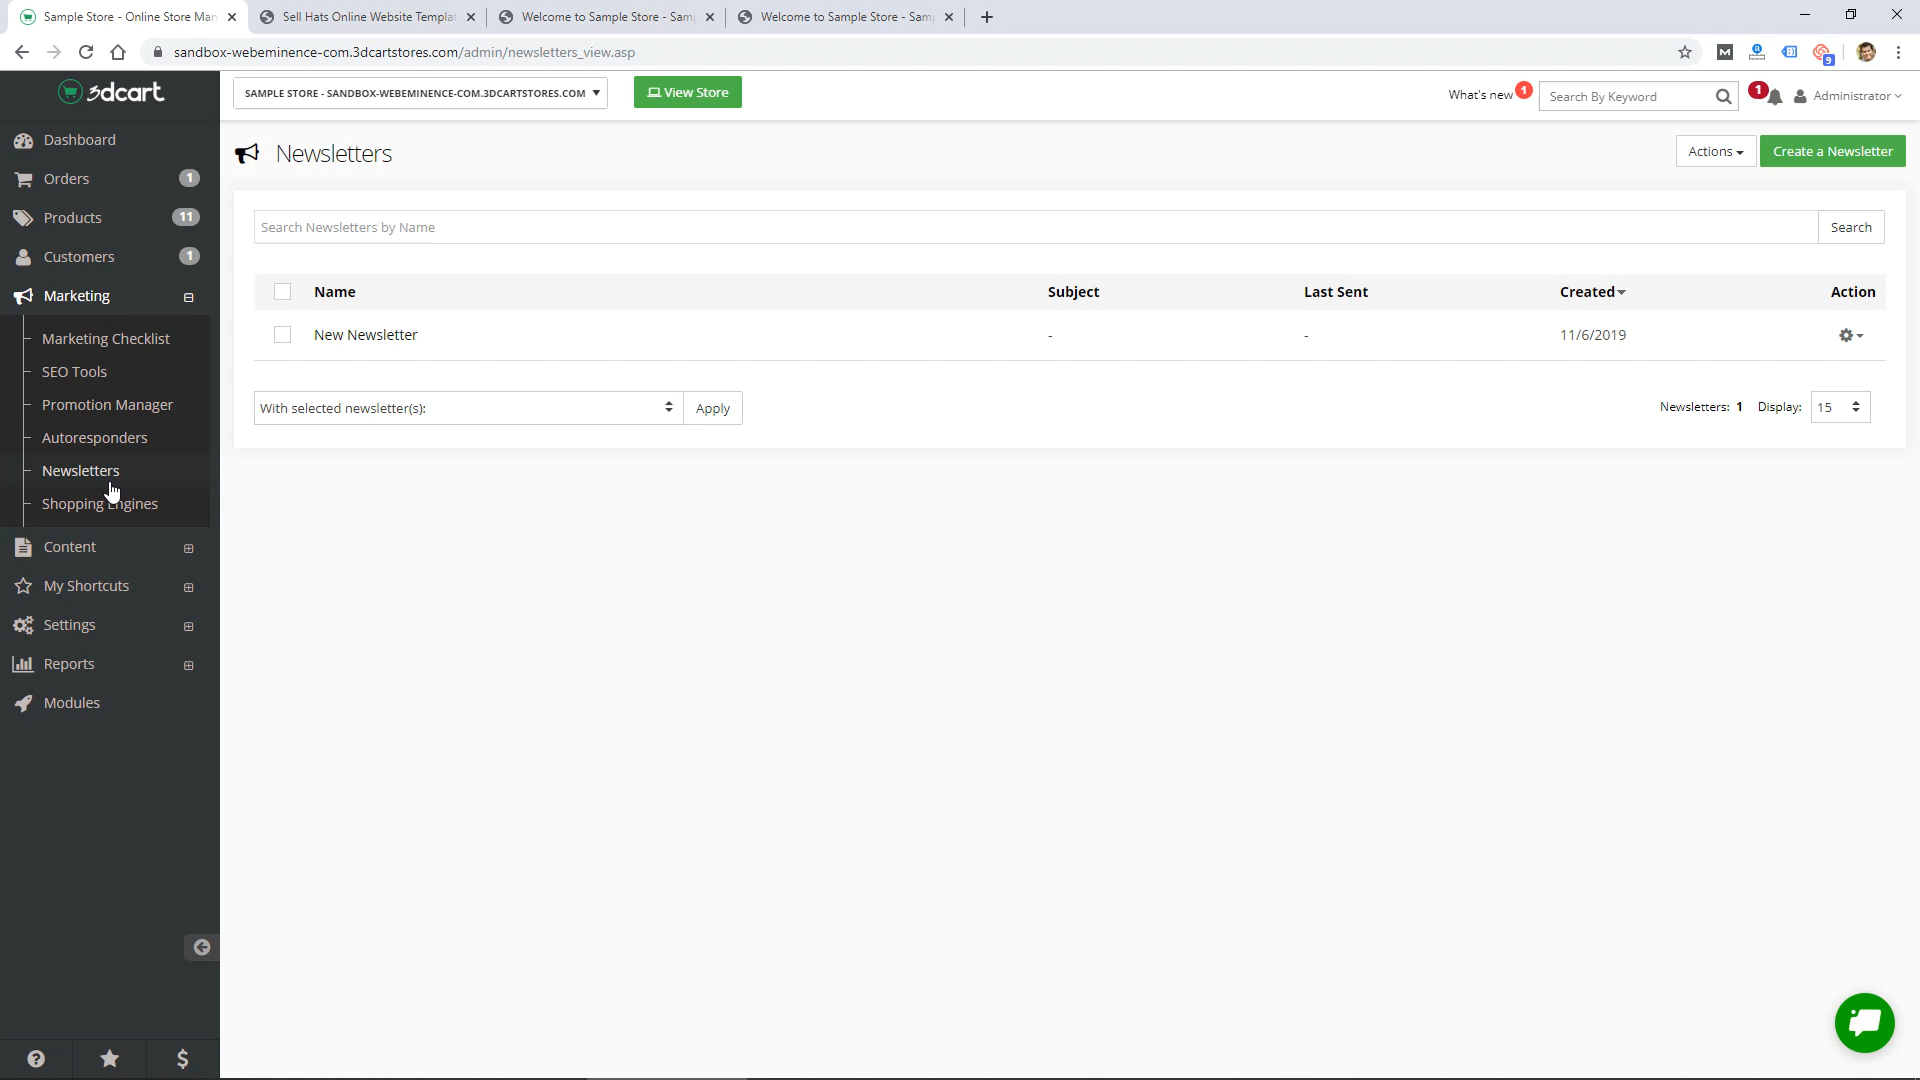 Sample Store - Online Store Man
Sell Hats Online Website Templat
Welcome to Sample Store - Sam
Welcome to Sample Store - Sam
sandbox-webeminence-com.3dcartstores.com/admin/newsletters_view.asp
9
3dcart
SAMPLE STORE - SANDBOX-WEBEMINENCE-COM.3DCARTSTORES.COM
View Store
What's new 1
Search By Keyword
1
Administrator
Dashboard
Orders 1
Products 11
Customers 1
Marketing
Marketing Checklist
SEO Tools
Promotion Manager
Autoresponders
Newsletters
Shopping Engines
Content
My Shortcuts
Settings
Reports
Modules
Newsletters
Actions
Create a Newsletter
Search Newsletters by Name
Search
Name Subject Last Sent Created Action
New Newsletter - - 11/6/2019
With selected newsletter(s):
Apply
Newsletters: 1 Display: 15